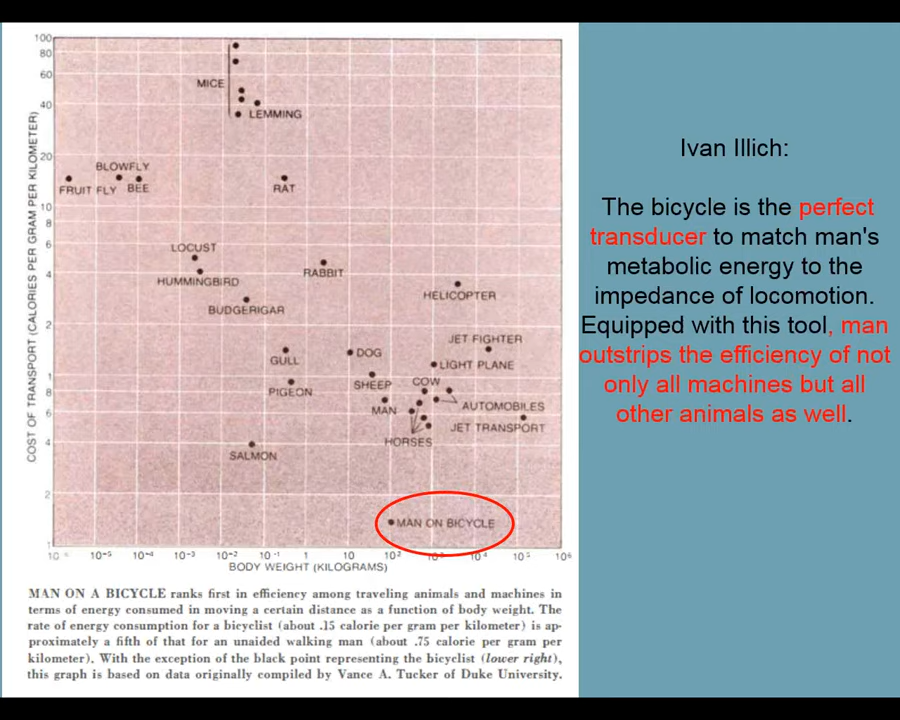 100
80
60
40
20
10
8
6
4
2
1
8
6
4
2
COST OF TRANSPORT (CALORIES PER GRAM PER KILOMETER)
MICE
LEMMING
BLOWFLY
FRUIT FLY
BEE
RAT
LOCUST
HUMMINGBIRD
RABBIT
BUDGERIGAR
HELICOPTER
JET FIGHTER
GULL
DOG
LIGHT PLANE
PIGEON
SHEEP
COW
MAN
AUTOMOBILES
HORSES
JET TRANSPORT
SALMON
MAN ON BICYCLE
10⁻⁵ 10⁻⁴ 10⁻³ 10⁻² 10⁻¹ 1 10 10² 10³ 10⁴ 10⁵ 10⁶
BODY WEIGHT (KILOGRAMS)
MAN ON A BICYCLE ranks first in efficiency among traveling animals and machines in
terms of energy consumed in moving a certain distance as a function of body weight. The
rate of energy consumption for a bicyclist (about .15 calorie per gram per kilometer) is ap-
proximately a fifth of that for an unaided walking man (about .75 calorie per gram per
kilometer). With the exception of the black point representing the bicyclist (lower right),
this graph is based on data originally compiled by Vance A. Tucker of Duke University.
Ivan Illich:
The bicycle is the perfect
transducer to match man's
metabolic energy to the
impedance of locomotion.
Equipped with this tool, man
outstrips the efficiency of not
only all machines but all
other animals as well.